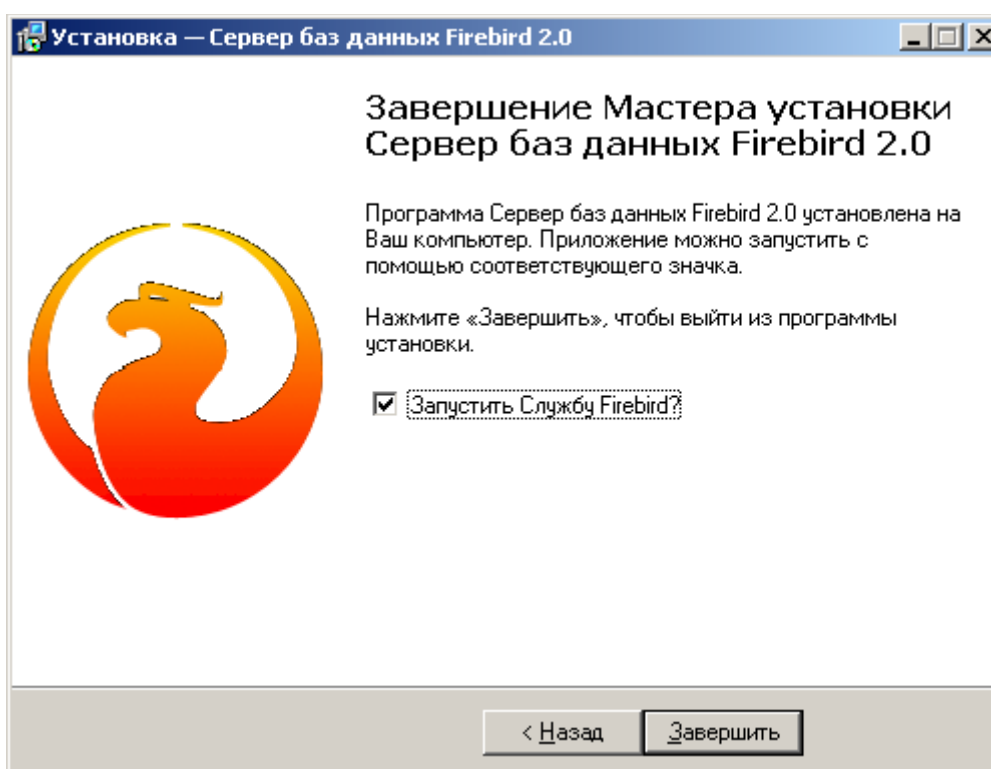 Установка — Сервер баз данных Firebird 2.0
Завершение Мастера установки
Сервер баз данных Firebird 2.0
Программа Сервер баз данных Firebird 2.0 установлена на
Ваш компьютер. Приложение можно запустить с
помощью соответствующего значка.
Нажмите «Завершить», чтобы выйти из программы
установки.
Запустить Службу Firebird?
< Назад
Завершить